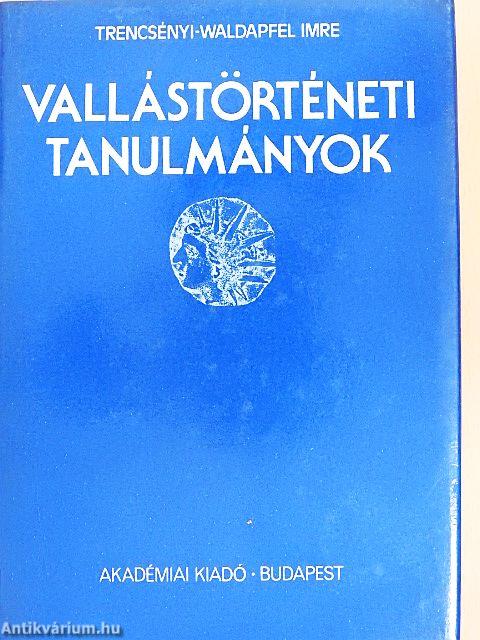 TRENCSÉNYI-WALDAPFEL IMRE
VALLÁSTÖRTÉNETI
TANULMÁNYOK
AKADÉMIAI KIADÓ · BUDAPEST
Antikvárium.hu